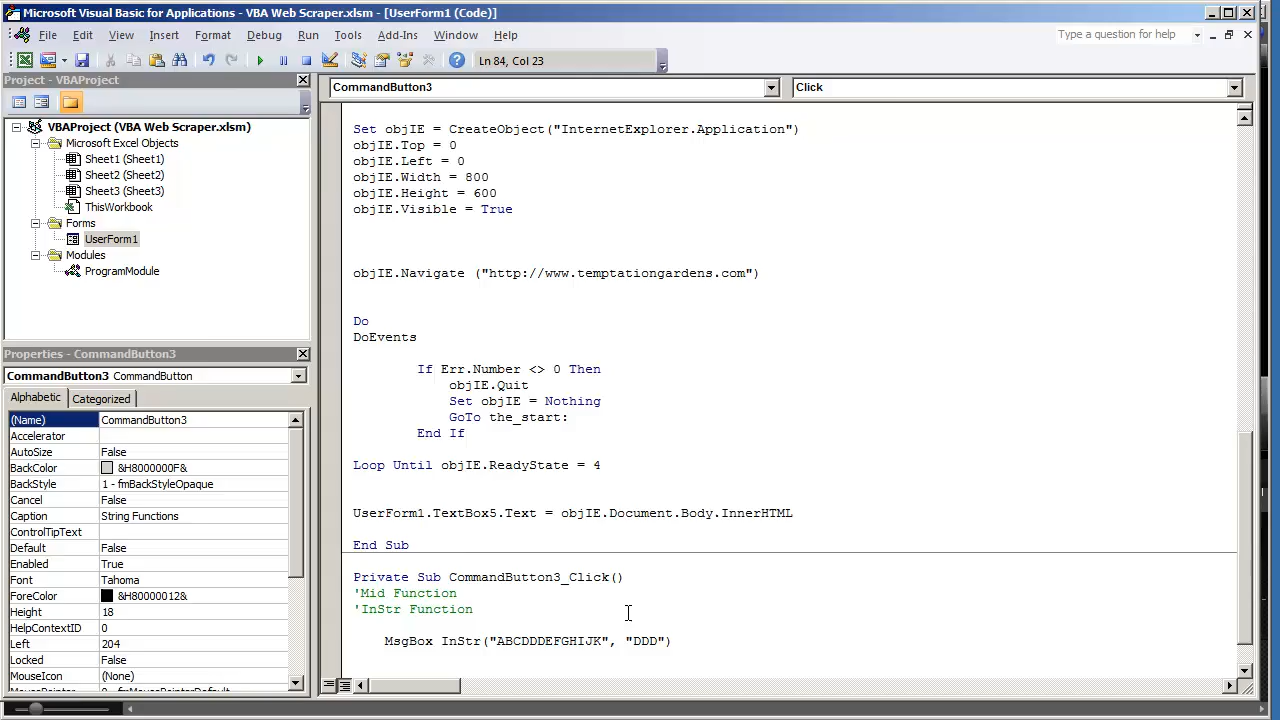 Microsoft Visual Basic for Applications - VBA Web Scraper.xlsm - [UserForm1 (Code)]
File Edit View Insert Format Debug Run Tools Add-Ins Window Help
Type a question for help
Ln 84, Col 23
Project - VBAProject
VBAProject (VBA Web Scraper.xlsm)
Microsoft Excel Objects
Sheet1 (Sheet1)
Sheet2 (Sheet2)
Sheet3 (Sheet3)
ThisWorkbook
Forms
UserForm1
Modules
ProgramModule
Properties - CommandButton3
CommandButton3 CommandButton
Alphabetic Categorized
(Name) CommandButton3
Accelerator
AutoSize False
BackColor &H8000000F&
BackStyle 1 - fmBackStyleOpaque
Cancel False
Caption String Functions
ControlTipText
Default False
Enabled True
Font Tahoma
ForeColor &H80000012&
Height 18
HelpContextID 0
Left 204
Locked False
MouseIcon (None)
CommandButton3 Click
Set objIE = CreateObject("InternetExplorer.Application")
objIE.Top = 0
objIE.Left = 0
objIE.Width = 800
objIE.Height = 600
objIE.Visible = True
objIE.Navigate ("http://www.temptationgardens.com")
Do
DoEvents
If Err.Number <> 0 Then
objIE.Quit
Set objIE = Nothing
GoTo the_start:
End If
Loop Until objIE.ReadyState = 4
UserForm1.TextBox5.Text = objIE.Document.Body.InnerHTML
End Sub
Private Sub CommandButton3_Click()
'Mid Function
'InStr Function
MsgBox InStr("ABCDDDEFGHIJK", "DDD")